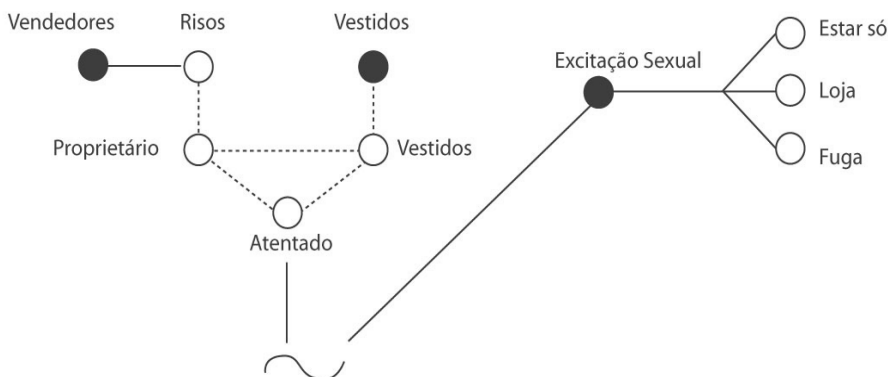 Vendedores
Risos
Vestidos
Proprietário
Vestidos
Atentado
Excitação Sexual
Estar só
Loja
Fuga